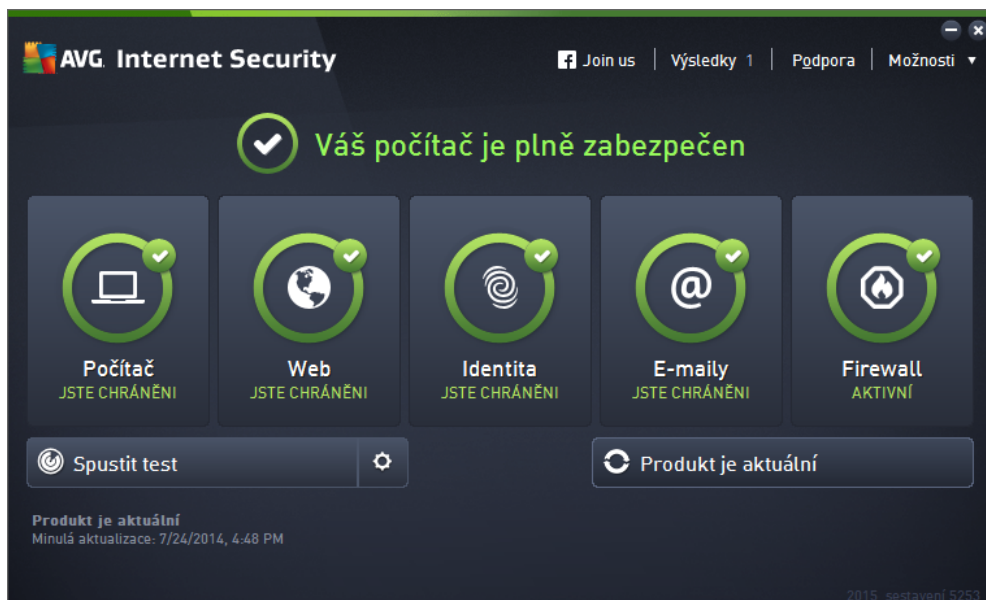 AVG. Internet Security
Join us | Výsledky 1 | Podpora | Možnosti
Váš počítač je plně zabezpečen
Počítač
JSTE CHRÁNĚNI
Web
JSTE CHRÁNĚNI
Identita
JSTE CHRÁNĚNI
@
E-maily
JSTE CHRÁNĚNI
Firewall
AKTIVNÍ
Spustit test
Produkt je aktuální
Produkt je aktuální
Minulá aktualizace: 7/24/2014, 4:48 PM
2015, sestavení 5253